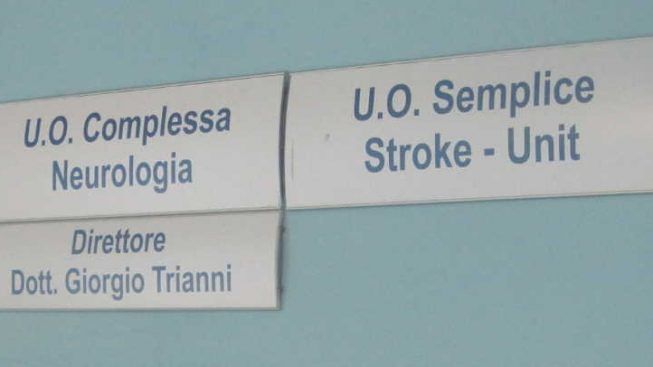 U.O. Complessa
Neurologia
Direttore
Dott. Giorgio Trianni
U.O. Semplice
Stroke - Unit